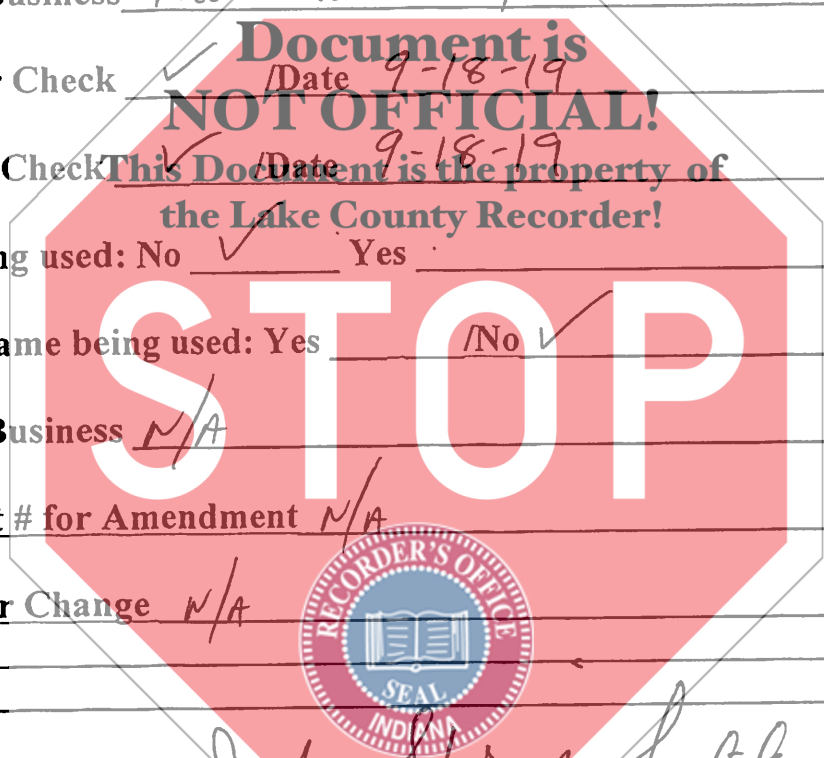 Business
Document is
Check ✓ /Date 9-18-19
NOT OFFICIAL!
Check ✓ /Date 9-18-19
This Document is the property of
the Lake County Recorder!
ng used: No ✓ Yes
STOP
ame being used: Yes /No ✓
Business N/A
# for Amendment N/A
r Change N/A
RECORDER'S OFFICE
SEAL
INDIANA